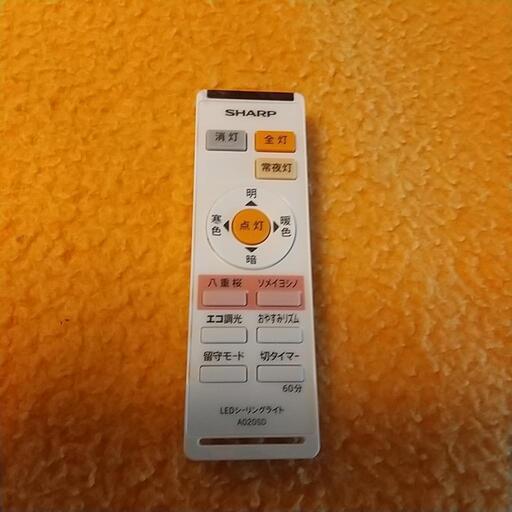 SHARP
消灯 全灯
常夜灯
明
寒色 点灯 暖色
暗
八重桜 ソメイヨシノ
エコ調光 おやすみリズム
留守モード 切タイマー
60分
LEDシーリングライト
A020SD